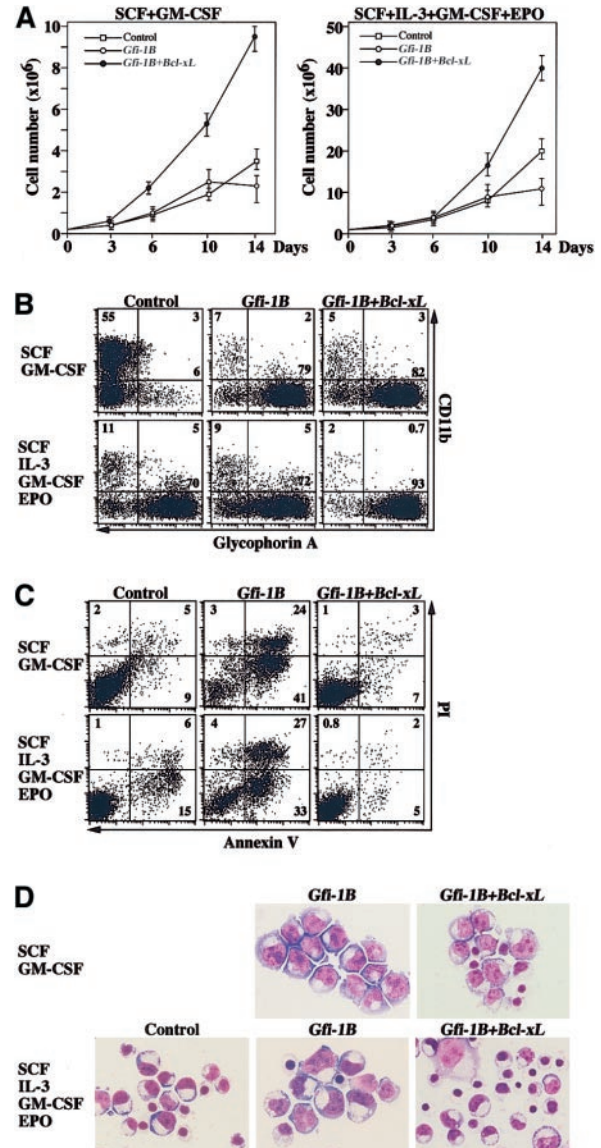 A
SCF+GM-CSF
SCF+IL-3+GM-CSF+EPO
Cell number (x10⁶)
10
8
6
4
2
0
Control
Gfi-1B
Gfi-1B+Bcl-xL
0 3 6 10 14 Days
Cell number (x10⁶)
50
40
30
20
10
0
Control
Gfi-1B
Gfi-1B+Bcl-xL
0 3 6 10 14 Days
B
Control Gfi-1B Gfi-1B+Bcl-xL
SCF
GM-CSF
55 3 7 2 5 3
6 79 82
SCF
IL-3
GM-CSF
EPO
11 5 9 5 2 0.7
70 72 93
CD11b
Glycophorin A
C
Control Gfi-1B Gfi-1B+Bcl-xL
SCF
GM-CSF
2 5 3 24 1 3
9 41 7
SCF
IL-3
GM-CSF
EPO
1 6 4 27 0.8 2
15 33 5
PI
Annexin V
D
Gfi-1B Gfi-1B+Bcl-xL
SCF
GM-CSF
Control Gfi-1B Gfi-1B+Bcl-xL
SCF
IL-3
GM-CSF
EPO